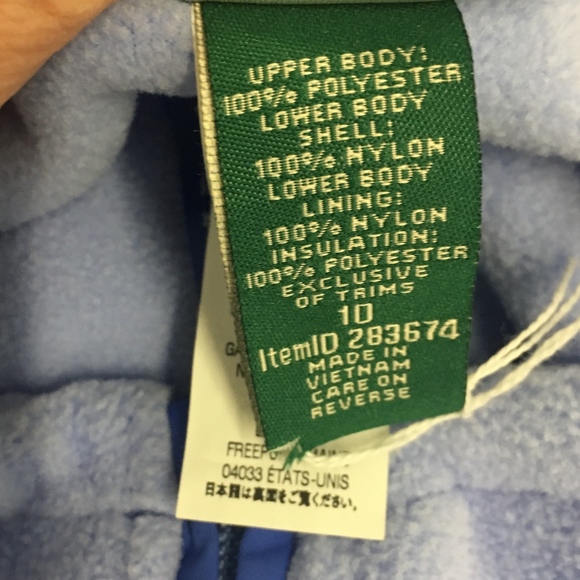 UPPER BODY:
100% POLYESTER
LOWER BODY
SHELL:
100% NYLON
LOWER BODY
LINING:
100% NYLON
INSULATION:
100% POLYESTER
EXCLUSIVE
OF TRIMS
1D
ItemID 283674
MADE IN
VIETNAM
CARE ON
REVERSE
04033 ÉTATS-UNIS
日本語は裏面をご覧ください。